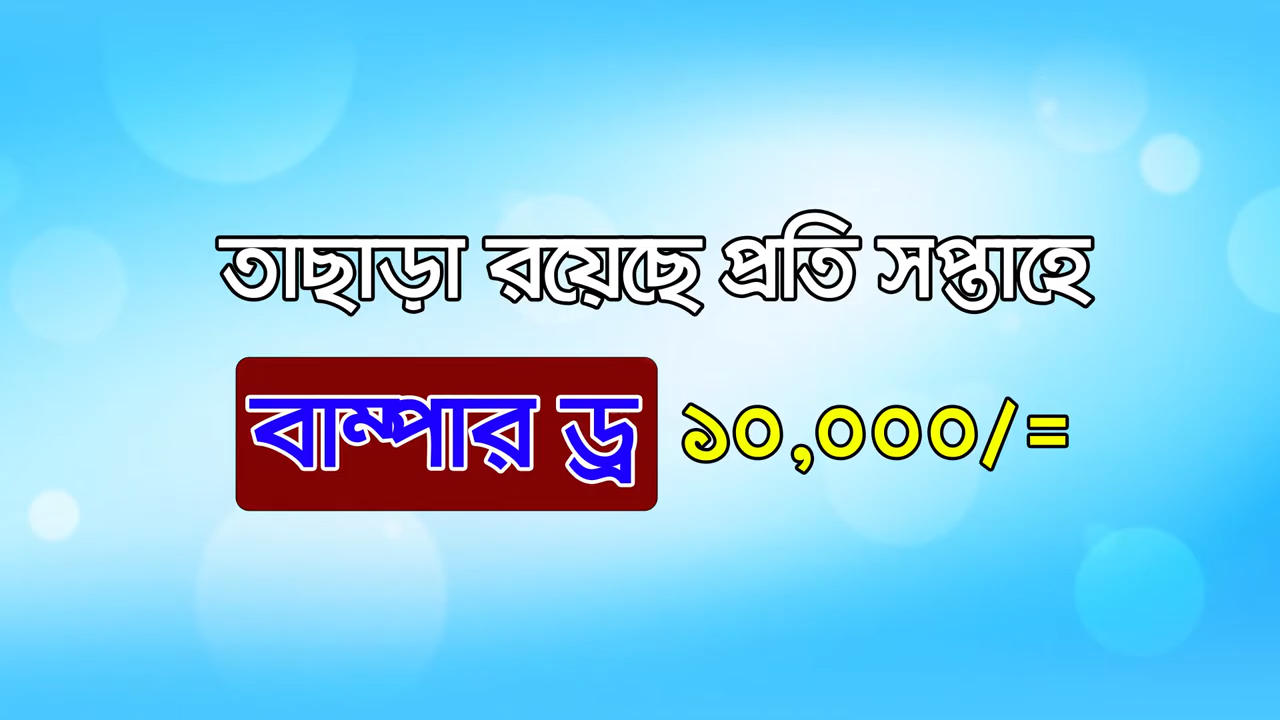 তাছাড়া রয়েছে প্রতি সপ্তাহে
বাম্পার ড্র ১০,০০০/=